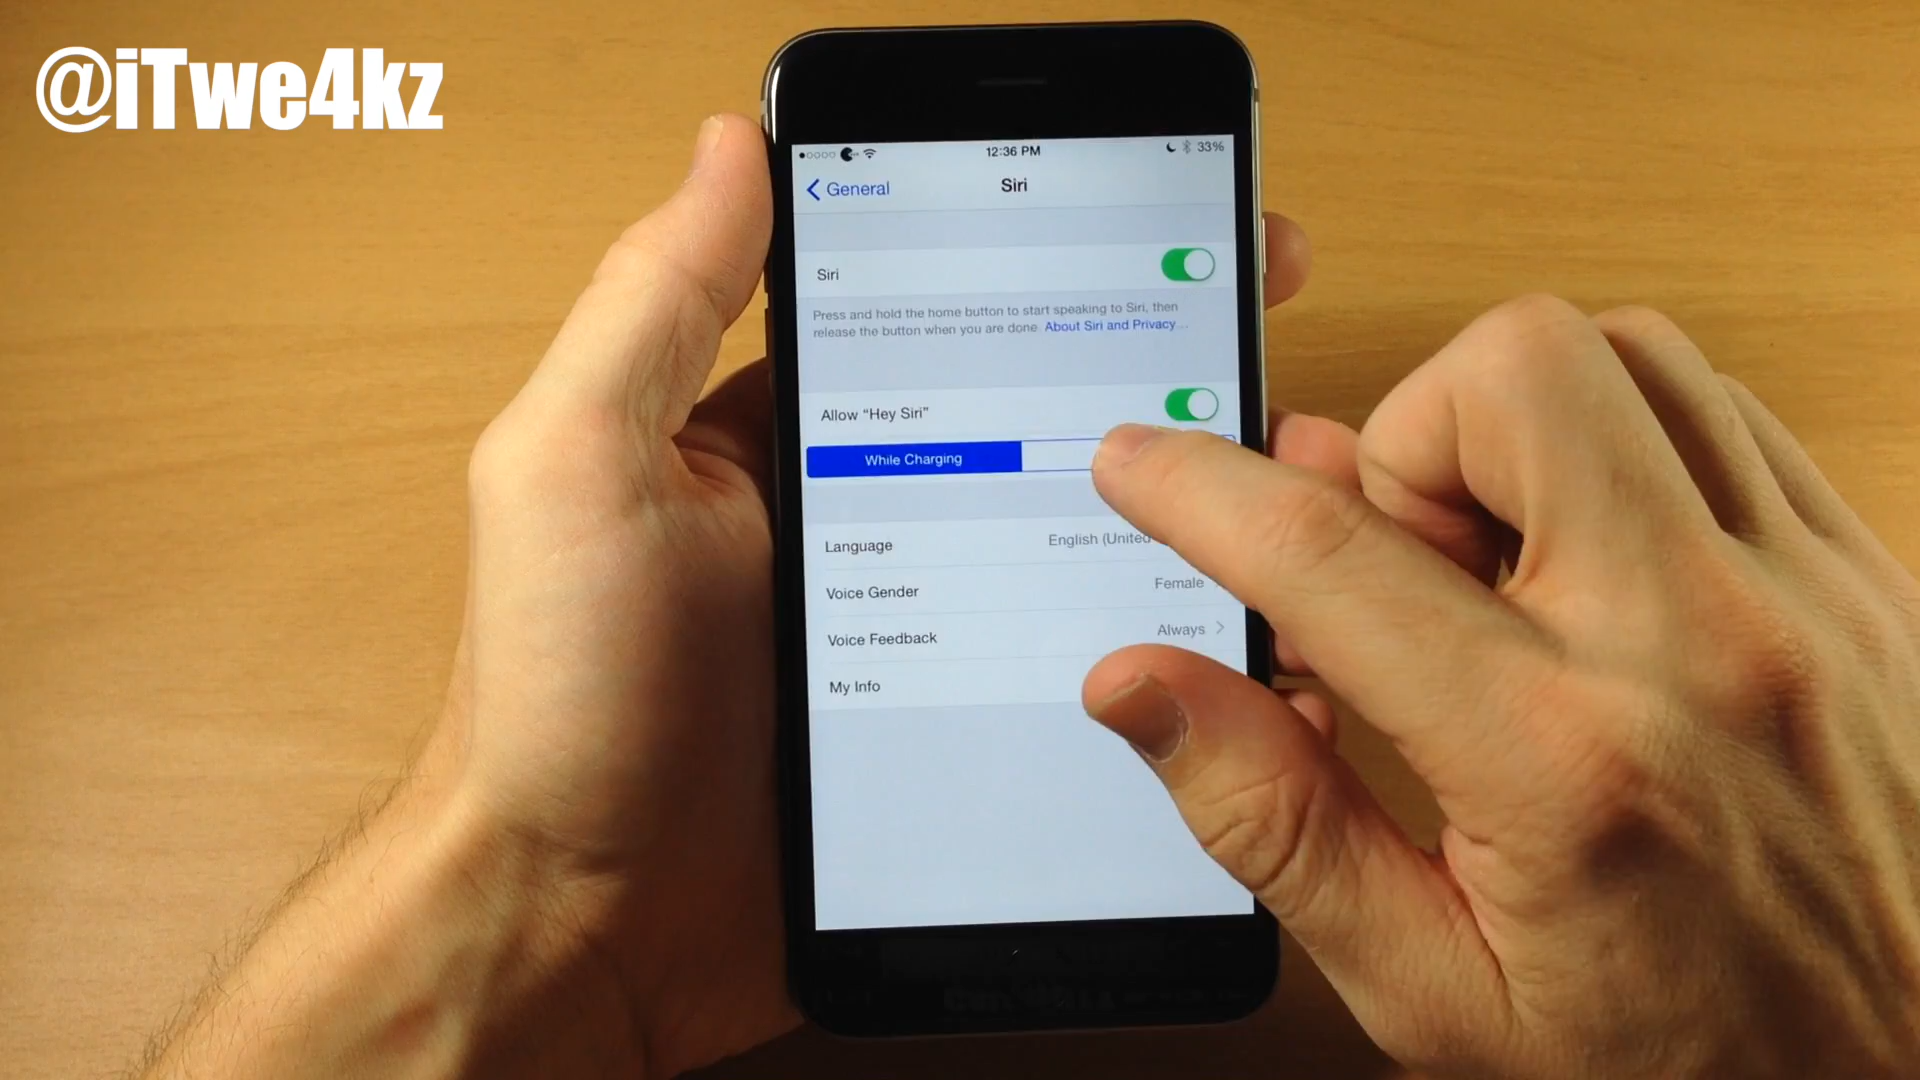 @iTwe4kz
12:36 PM
33%
General
Siri
Siri
Press and hold the home button to start speaking to Siri, then
release the button when you are done. About Siri and Privacy...
Allow “Hey Siri”
While Charging
Language
English (United
Voice Gender
Female
Voice Feedback
Always
My Info